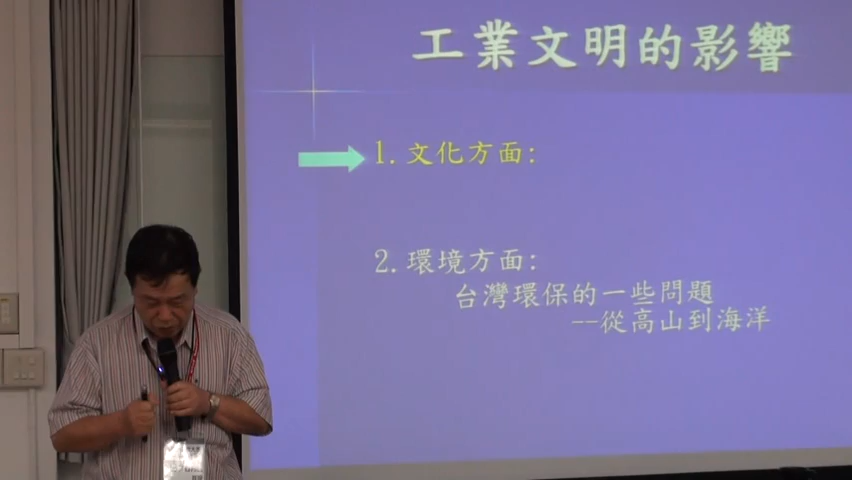 工業文明的影響
1.文化方面:
2.環境方面:
台灣環保的一些問題
--從高山到海洋